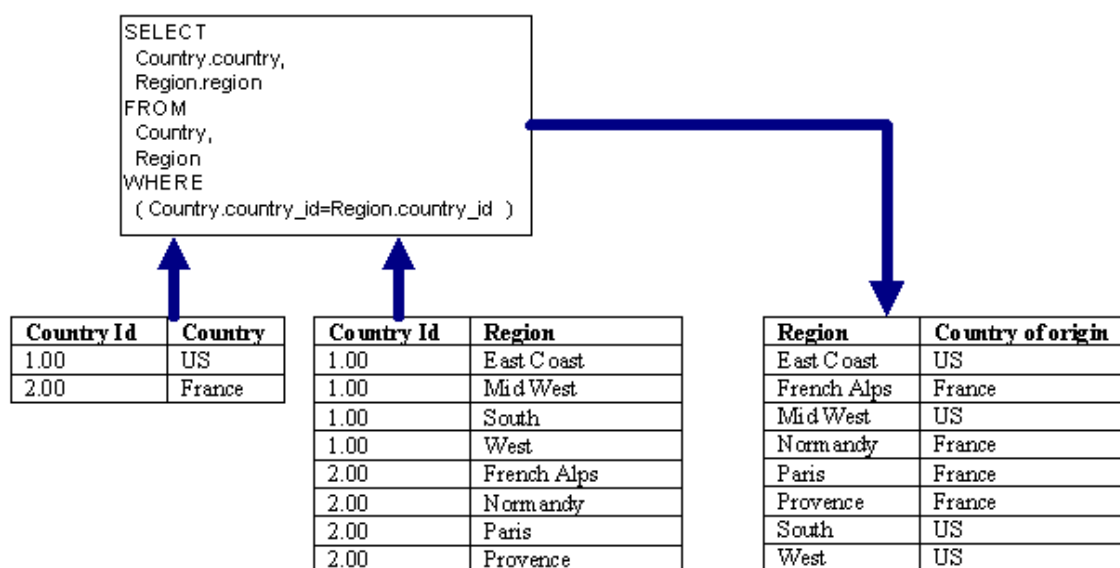 SELECT
Country.country,
Region.region
FROM
Country,
Region
WHERE
( Country.country_id=Region.country_id )
Country Id Country
1.00 US
2.00 France
Country Id Region
1.00 East Coast
1.00 Mid West
1.00 South
1.00 West
2.00 French Alps
2.00 Normandy
2.00 Paris
2.00 Provence
Region Country of origin
East Coast US
French Alps France
Mid West US
Normandy France
Paris France
Provence France
South US
West US